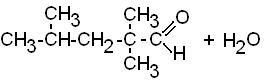 CH₃ CH₃ O
CH₃-CH-CH₂-C-C + H₂O
CH₃ H